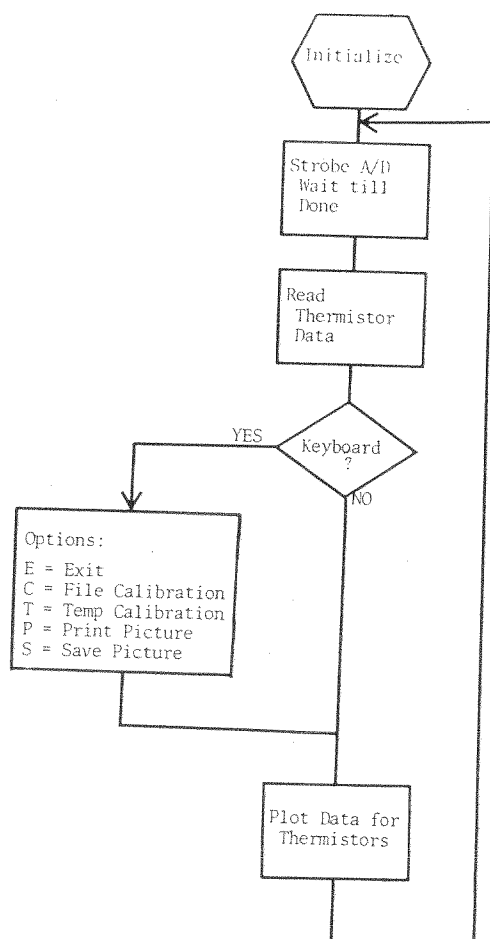 Initialize
Strobe A/D
Wait till
Done
Read
Thermistor
Data
Keyboard
?
YES
NO
Options:
E = Exit
C = File Calibration
T = Temp Calibration
P = Print Picture
S = Save Picture
Plot Data for
Thermistors